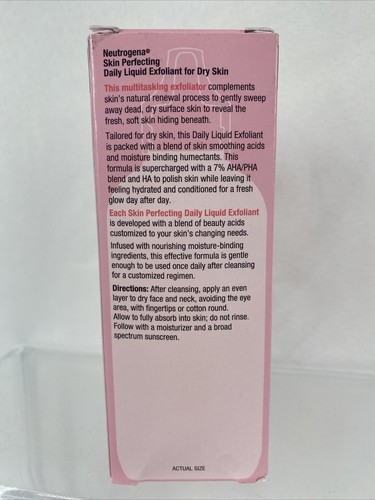 Neutrogena®
Skin Perfecting
Daily Liquid Exfoliant for Dry Skin
This multitasking exfoliator complements
skin's natural renewal process to gently sweep
away dead, dry surface skin to reveal the
fresh, soft skin hiding beneath.
Tailored for dry skin, this Daily Liquid Exfoliant
is packed with a blend of skin smoothing acids
and moisture binding humectants. This
formula is supercharged with a 7% AHA/PHA
blend and HA to polish skin while leaving it
feeling hydrated and conditioned for a fresh
glow day after day.
Each Skin Perfecting Daily Liquid Exfoliant
is developed with a blend of beauty acids
customized to your skin's changing needs.
Infused with nourishing moisture-binding
ingredients, this effective formula is gentle
enough to be used once daily after cleansing
for a customized regimen.
Directions: After cleansing, apply an even
layer to dry face and neck, avoiding the eye
area, with fingertips or cotton round.
Allow to fully absorb into skin; do not rinse.
Follow with a moisturizer and a broad
spectrum sunscreen.
ACTUAL SIZE